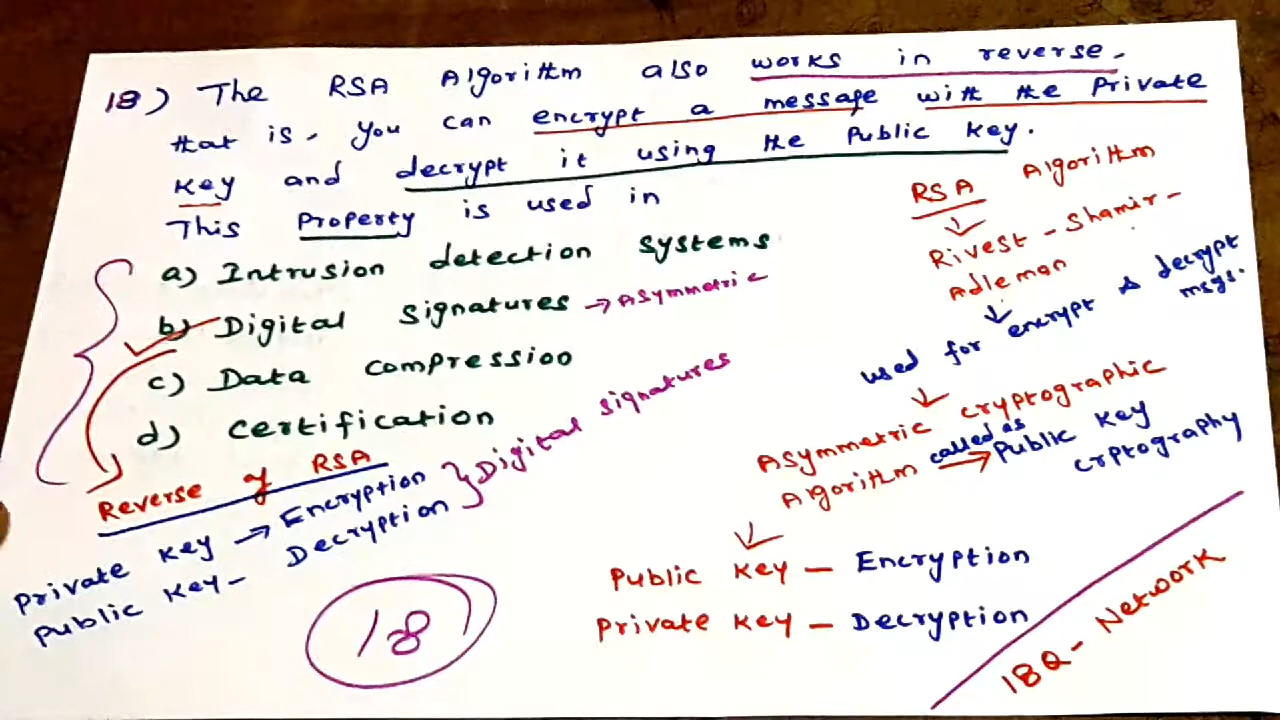 18) The RSA Algorithm also works in reverse.
that is, you can encrypt a message with the private
key and decrypt it using the public key.
This Property is used in
a) Intrusion detection systems
b) Digital signatures → Asymmetric
c) Data compression
d) certification
Reverse of RSA
private key → Encryption
public key - Decryption
} Digital signatures
18
RSA Algorithm
Rivest - Shamir -
Adleman
used for encrypt & decrypt
msgs.
Asymmetric cryptographic
Algorithm called as → public key
crptography
public key - Encryption
private key - Decryption
18Q - Network